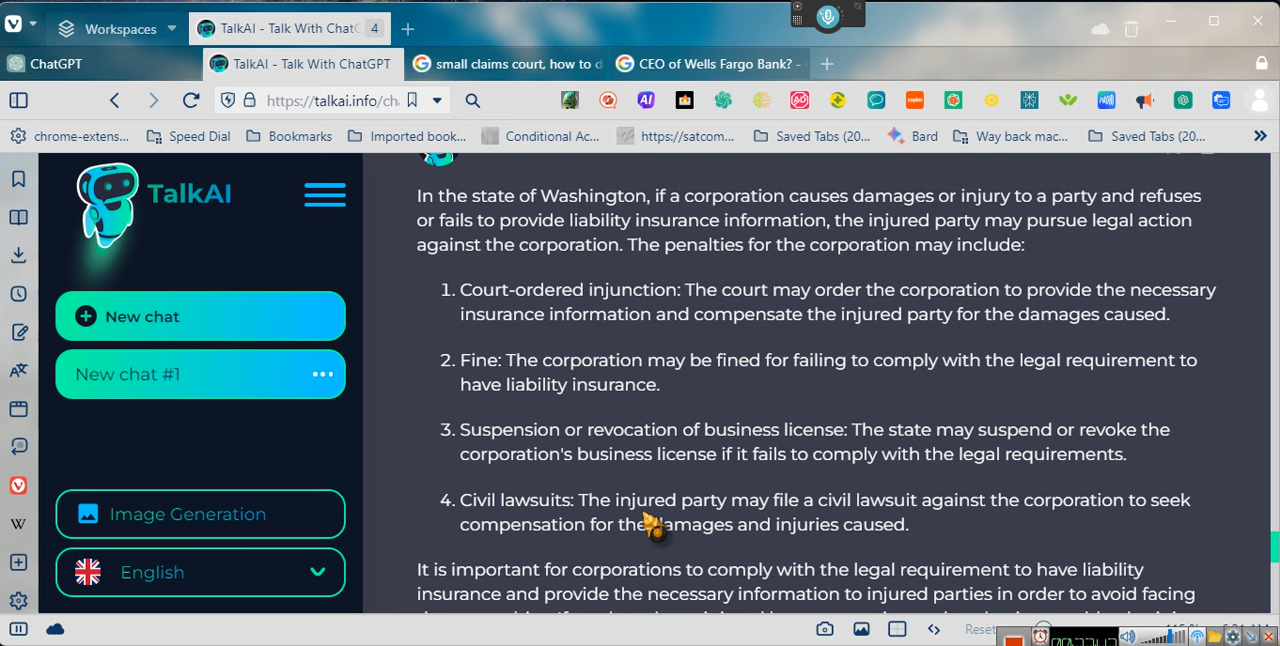 Workspaces
TalkAI - Talk With ChatG 4
ChatGPT
TalkAI - Talk With ChatGPT
small claims court, how to d
CEO of Wells Fargo Bank? -
https://talkai.info/cha
chrome-extens...
Speed Dial
Bookmarks
Imported book...
Conditional Ac...
https://satcom...
Saved Tabs (20...
Bard
Way back mac...
Saved Tabs (20...
TalkAI
New chat
New chat #1
Image Generation
English
In the state of Washington, if a corporation causes damages or injury to a party and refuses
or fails to provide liability insurance information, the injured party may pursue legal action
against the corporation. The penalties for the corporation may include:
1. Court-ordered injunction: The court may order the corporation to provide the necessary
insurance information and compensate the injured party for the damages caused.
2. Fine: The corporation may be fined for failing to comply with the legal requirement to
have liability insurance.
3. Suspension or revocation of business license: The state may suspend or revoke the
corporation's business license if it fails to comply with the legal requirements.
4. Civil lawsuits: The injured party may file a civil lawsuit against the corporation to seek
compensation for the damages and injuries caused.
It is important for corporations to comply with the legal requirement to have liability
insurance and provide the necessary information to injured parties in order to avoid facing
Reset